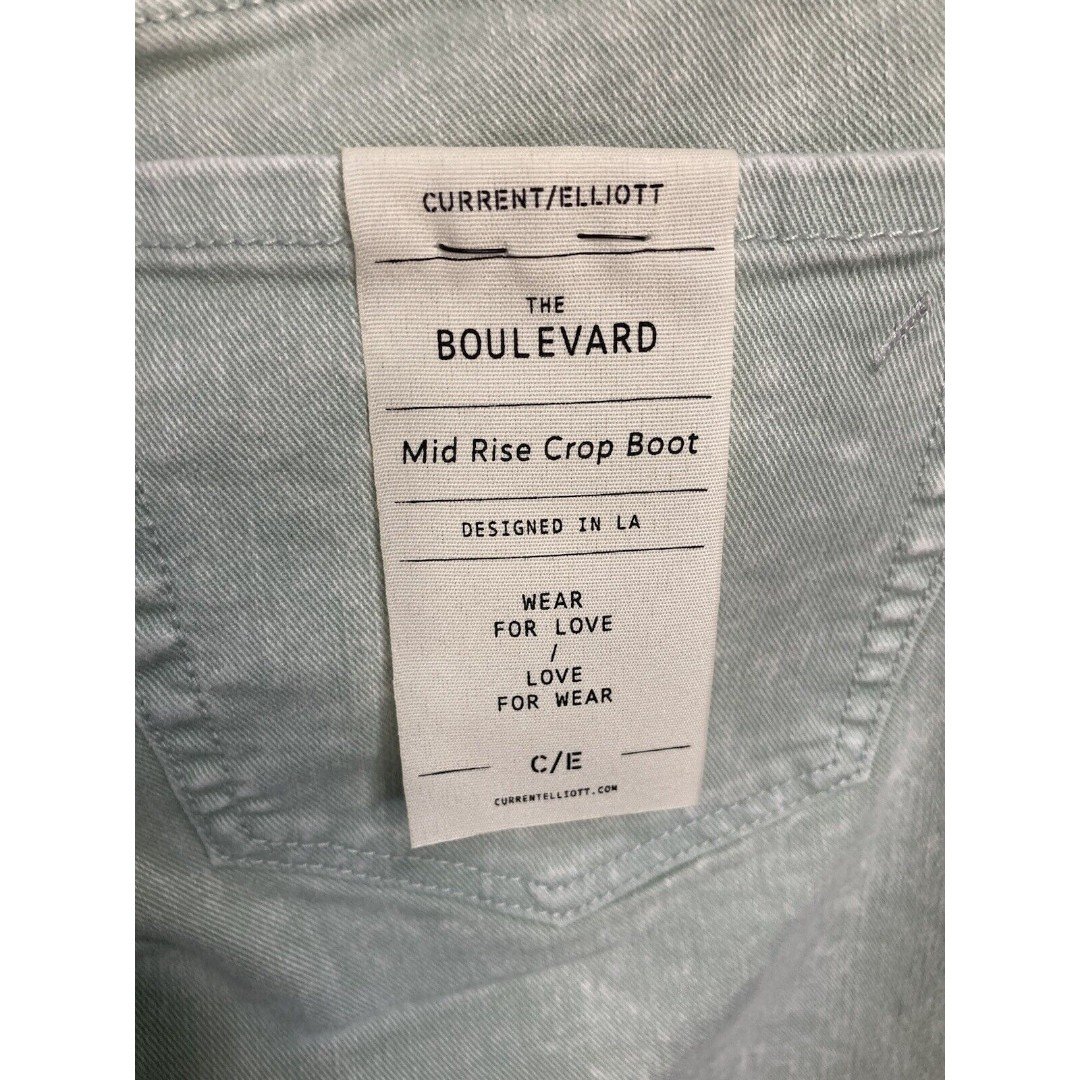 CURRENT/ELLIOTT
THE
BOULEVARD
Mid Rise Crop Boot
DESIGNED IN LA
WEAR
FOR LOVE
/
LOVE
FOR WEAR
C/E
CURRENTELLIOTT.COM